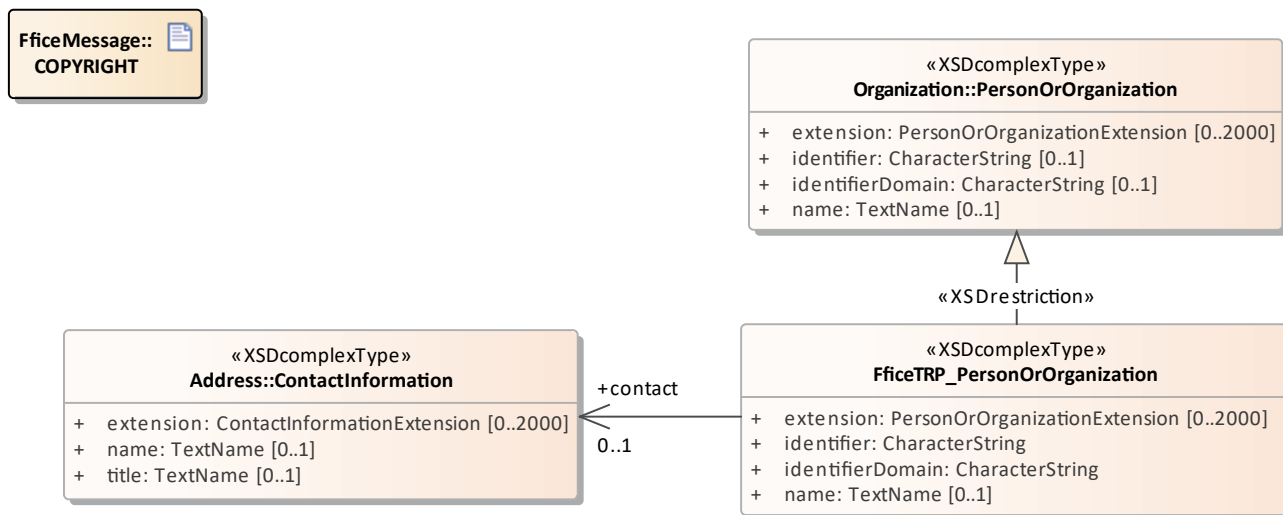 FficeMessage::
COPYRIGHT
«XSDcomplexType»
Organization::PersonOrOrganization
+ extension: PersonOrOrganizationExtension [0..2000]
+ identifier: CharacterString [0..1]
+ identifierDomain: CharacterString [0..1]
+ name: TextName [0..1]
«XSDrestriction»
«XSDcomplexType»
Address::ContactInformation
+ extension: ContactInformationExtension [0..2000]
+ name: TextName [0..1]
+ title: TextName [0..1]
+contact
0..1
«XSDcomplexType»
FficeTRP_PersonOrOrganization
+ extension: PersonOrOrganizationExtension [0..2000]
+ identifier: CharacterString
+ identifierDomain: CharacterString
+ name: TextName [0..1]